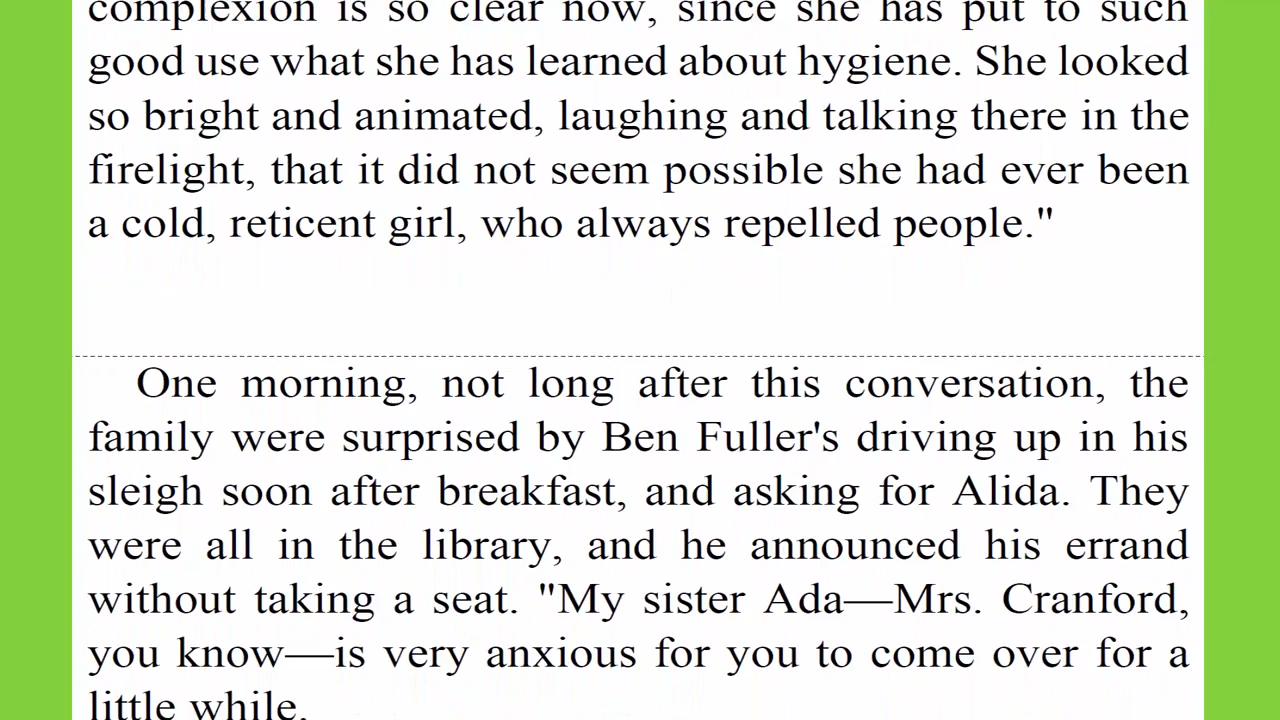 complexion is so clear now, since she has put to such
good use what she has learned about hygiene. She looked
so bright and animated, laughing and talking there in the
firelight, that it did not seem possible she had ever been
a cold, reticent girl, who always repelled people."
One morning, not long after this conversation, the
family were surprised by Ben Fuller's driving up in his
sleigh soon after breakfast, and asking for Alida. They
were all in the library, and he announced his errand
without taking a seat. "My sister Ada—Mrs. Cranford,
you know—is very anxious for you to come over for a
little while.